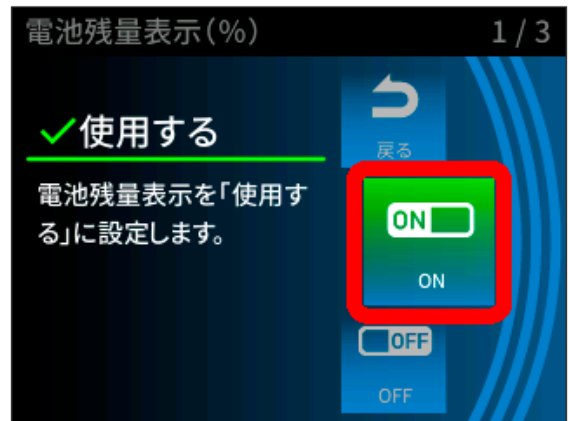 電池残量表示(%) 1/3
使用する
電池残量表示を「使用す
る」に設定します。
戻る
ON
ON
OFF
OFF